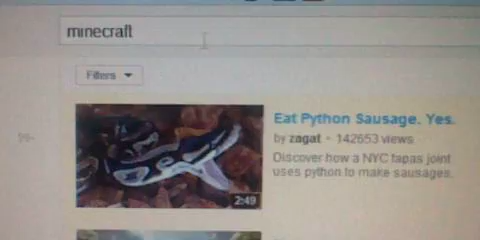 minecraft
Filters
Eat Python Sausage. Yes.
by zagat • 142653 views
Discover how a NYC tapas joint
uses python to make sausages.
2:49